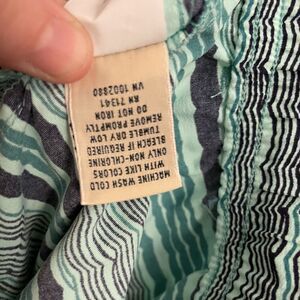 MACHINE WASH COLD
WITH LIKE COLORS
ONLY NON-CHLORINE
BLEACH IF REQUIRED
TUMBLE DRY LOW
REMOVE PROMPTLY
DO NOT IRON
RN 71341
VN 1002880